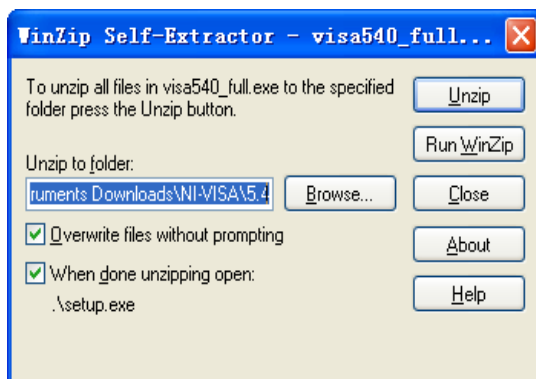 WinZip Self-Extractor - visa540_full...
To unzip all files in visa540_full.exe to the specified
folder press the Unzip button.
Unzip
Run WinZip
Unzip to folder:
ruments Downloads\NI-VISA\5.4
Browse...
Close
Overwrite files without prompting
About
When done unzipping open:
.\setup.exe
Help